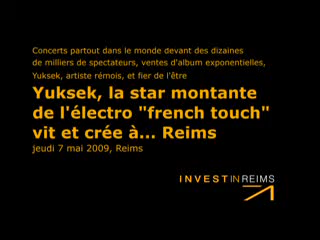 Concerts partout dans le monde devant des dizaines
de milliers de spectateurs, ventes d'album exponentielles,
Yuksek, artiste rémois, et fier de l'être
Yuksek, la star montante
de l'électro "french touch"
vit et crée à... Reims
jeudi 7 mai 2009, Reims
INVESTINREIMS